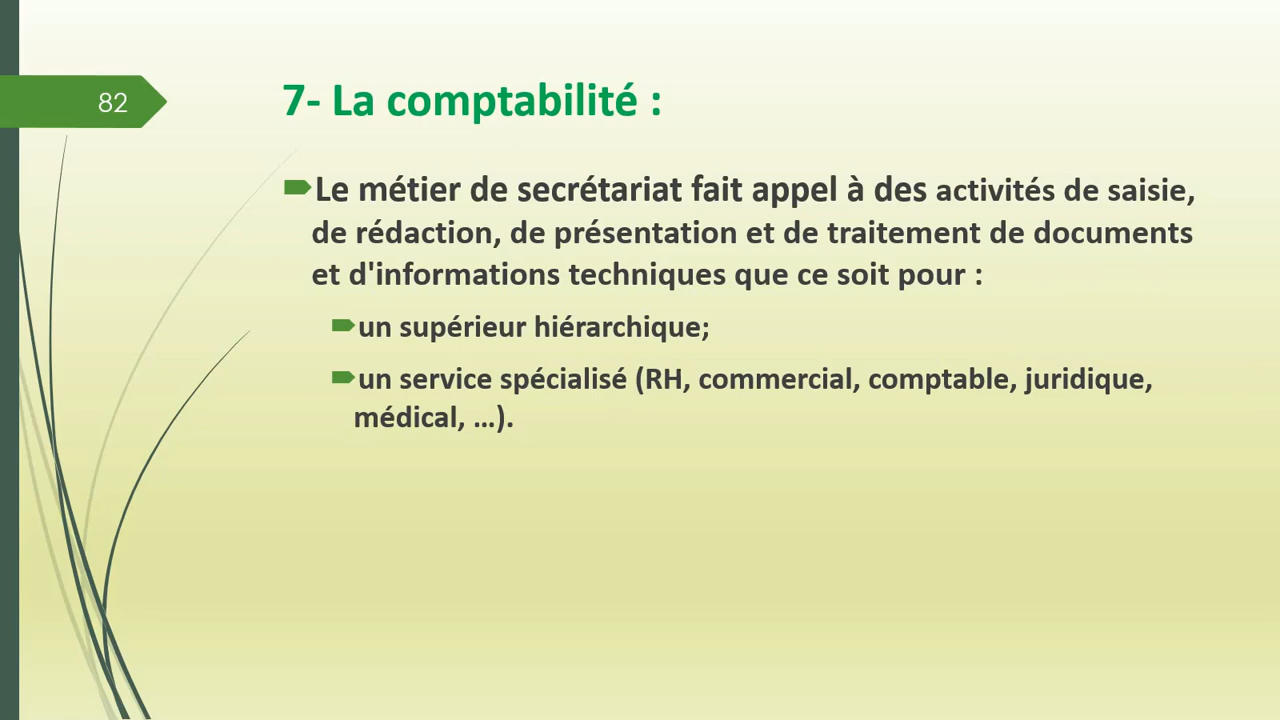 82
7- La comptabilité :
Le métier de secrétariat fait appel à des activités de saisie,
de rédaction, de présentation et de traitement de documents
et d'informations techniques que ce soit pour :
un supérieur hiérarchique;
un service spécialisé (RH, commercial, comptable, juridique,
médical, …).